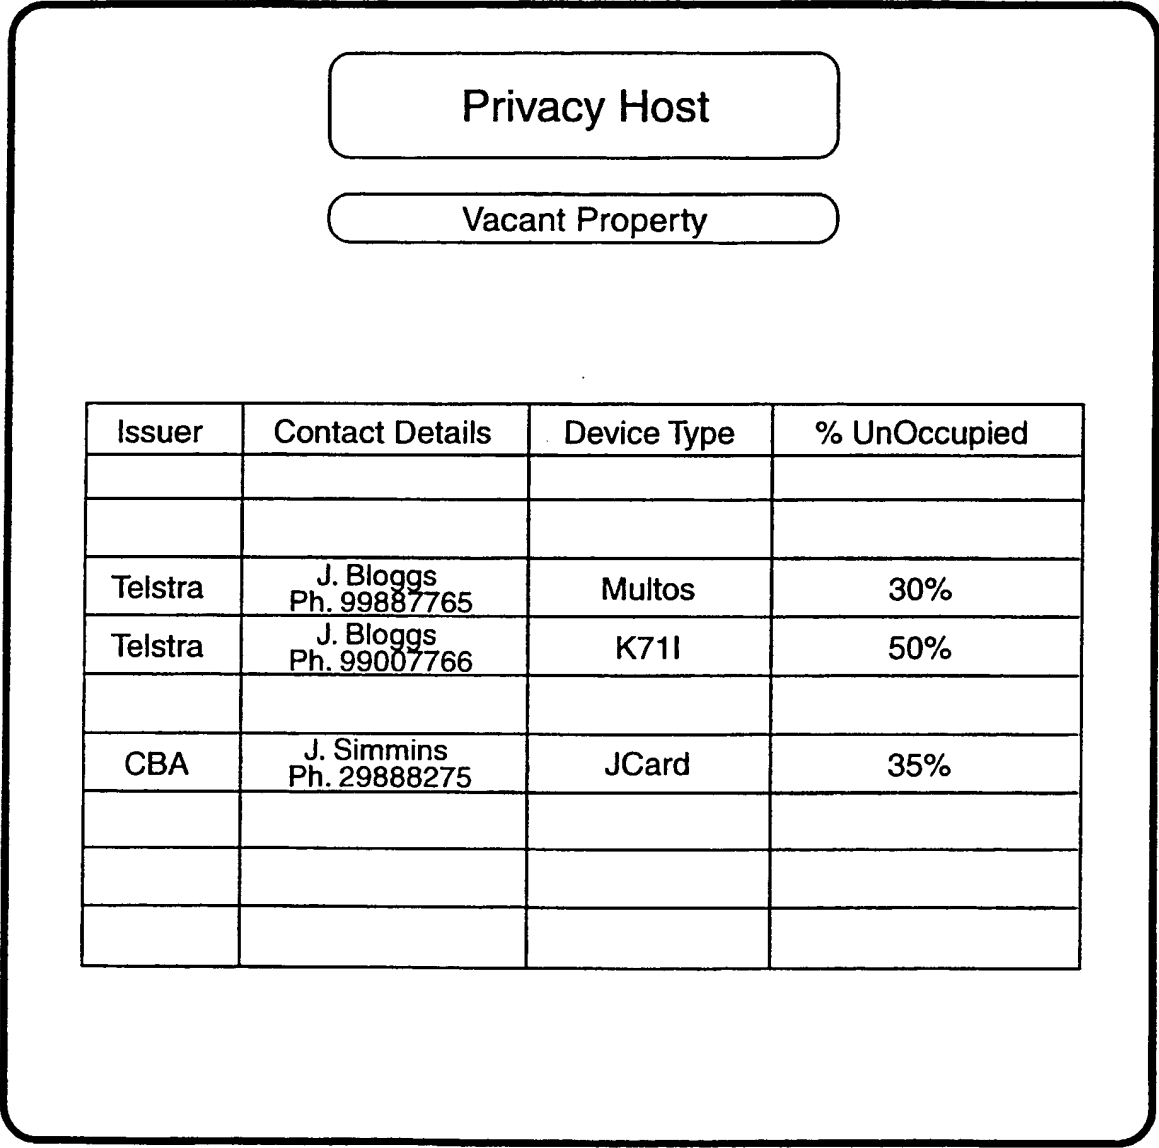 Privacy Host
Vacant Property
Issuer Contact Details Device Type % UnOccupied
Telstra J. Bloggs Ph. 99887765 Multos 30%
Telstra J. Bloggs Ph. 99007766 K71I 50%
CBA J. Simmins Ph. 29888275 JCard 35%